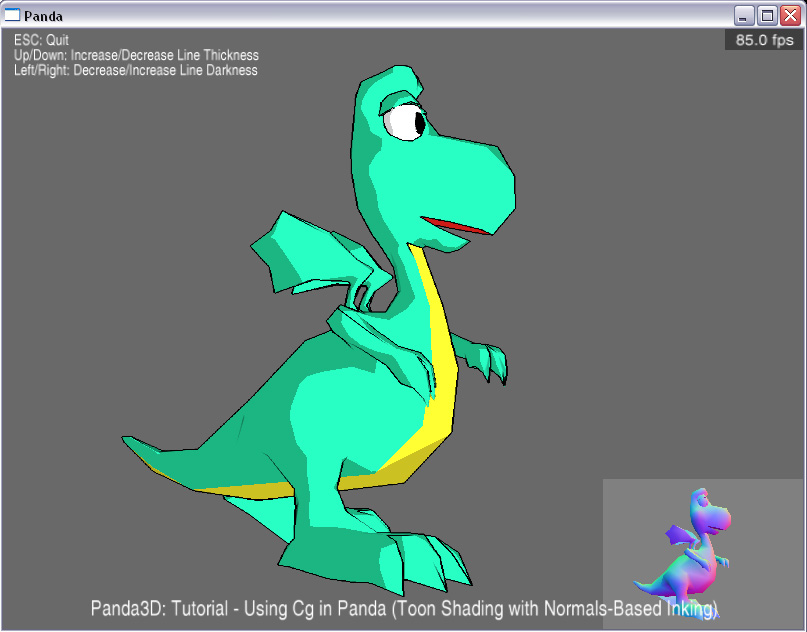 Panda
ESC: Quit
85.0 fps
Up/Down: Increase/Decrease Line Thickness
Left/Right: Decrease/Increase Line Darkness
Panda3D: Tutorial - Using Cg in Panda (Toon Shading with Normals-Based Inking)